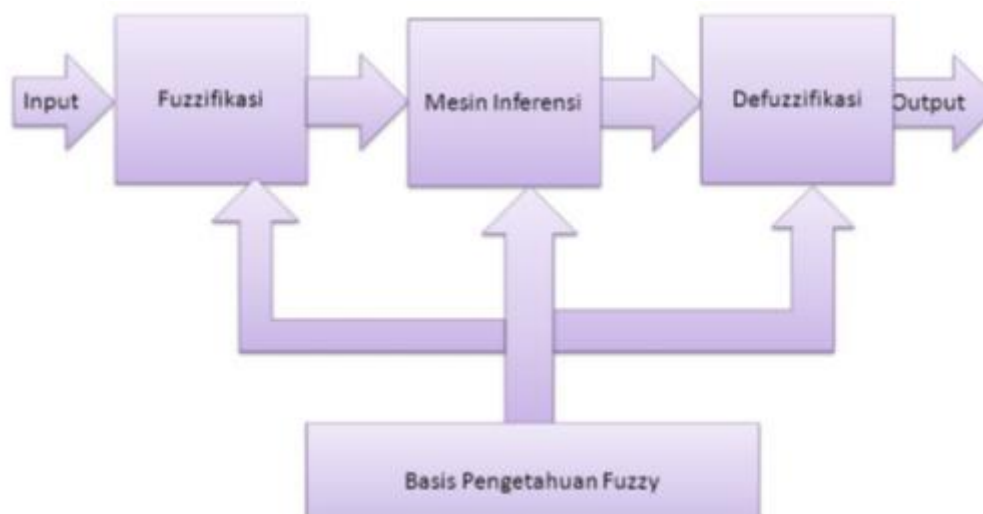 Input
Fuzzifikasi
Mesin Inferensi
Defuzzifikasi
Output
Basis Pengetahuan Fuzzy